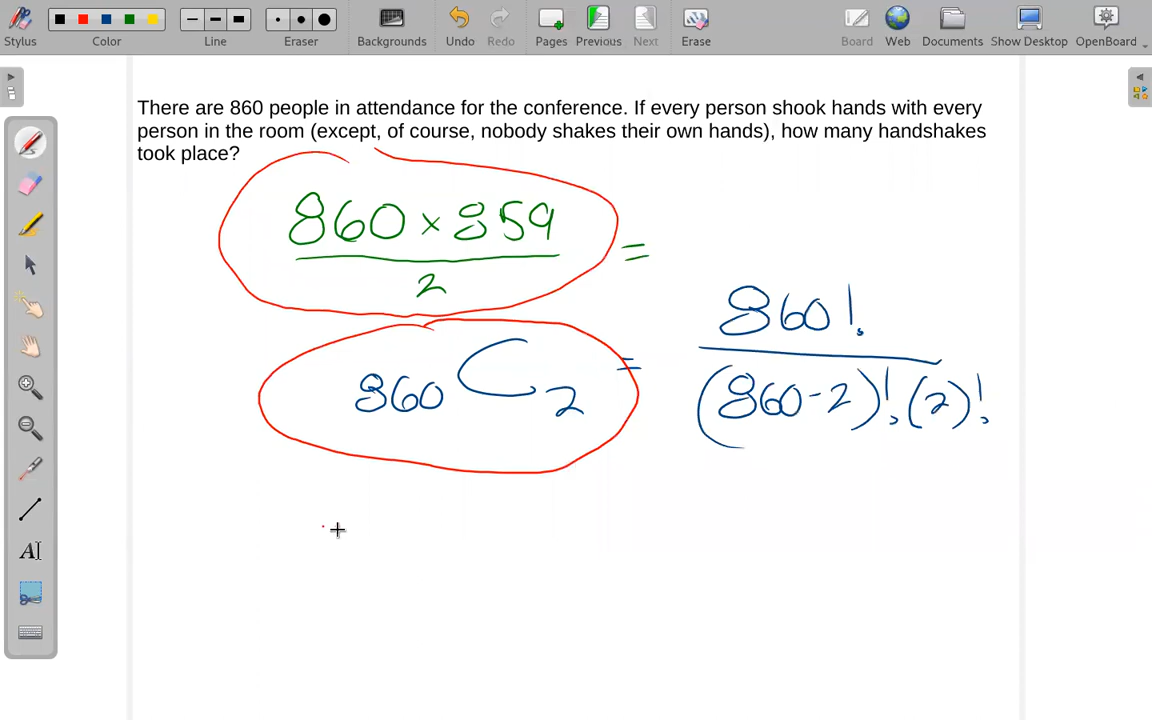 Stylus Color Line Eraser Backgrounds Undo Redo Pages Previous Next Erase Board Web Documents Show Desktop OpenBoard
There are 860 people in attendance for the conference. If every person shook hands with every
person in the room (except, of course, nobody shakes their own hands), how many handshakes
took place?
860 × 859
2
=
860 C 2 =
860!
(860-2)! (2)!
AI